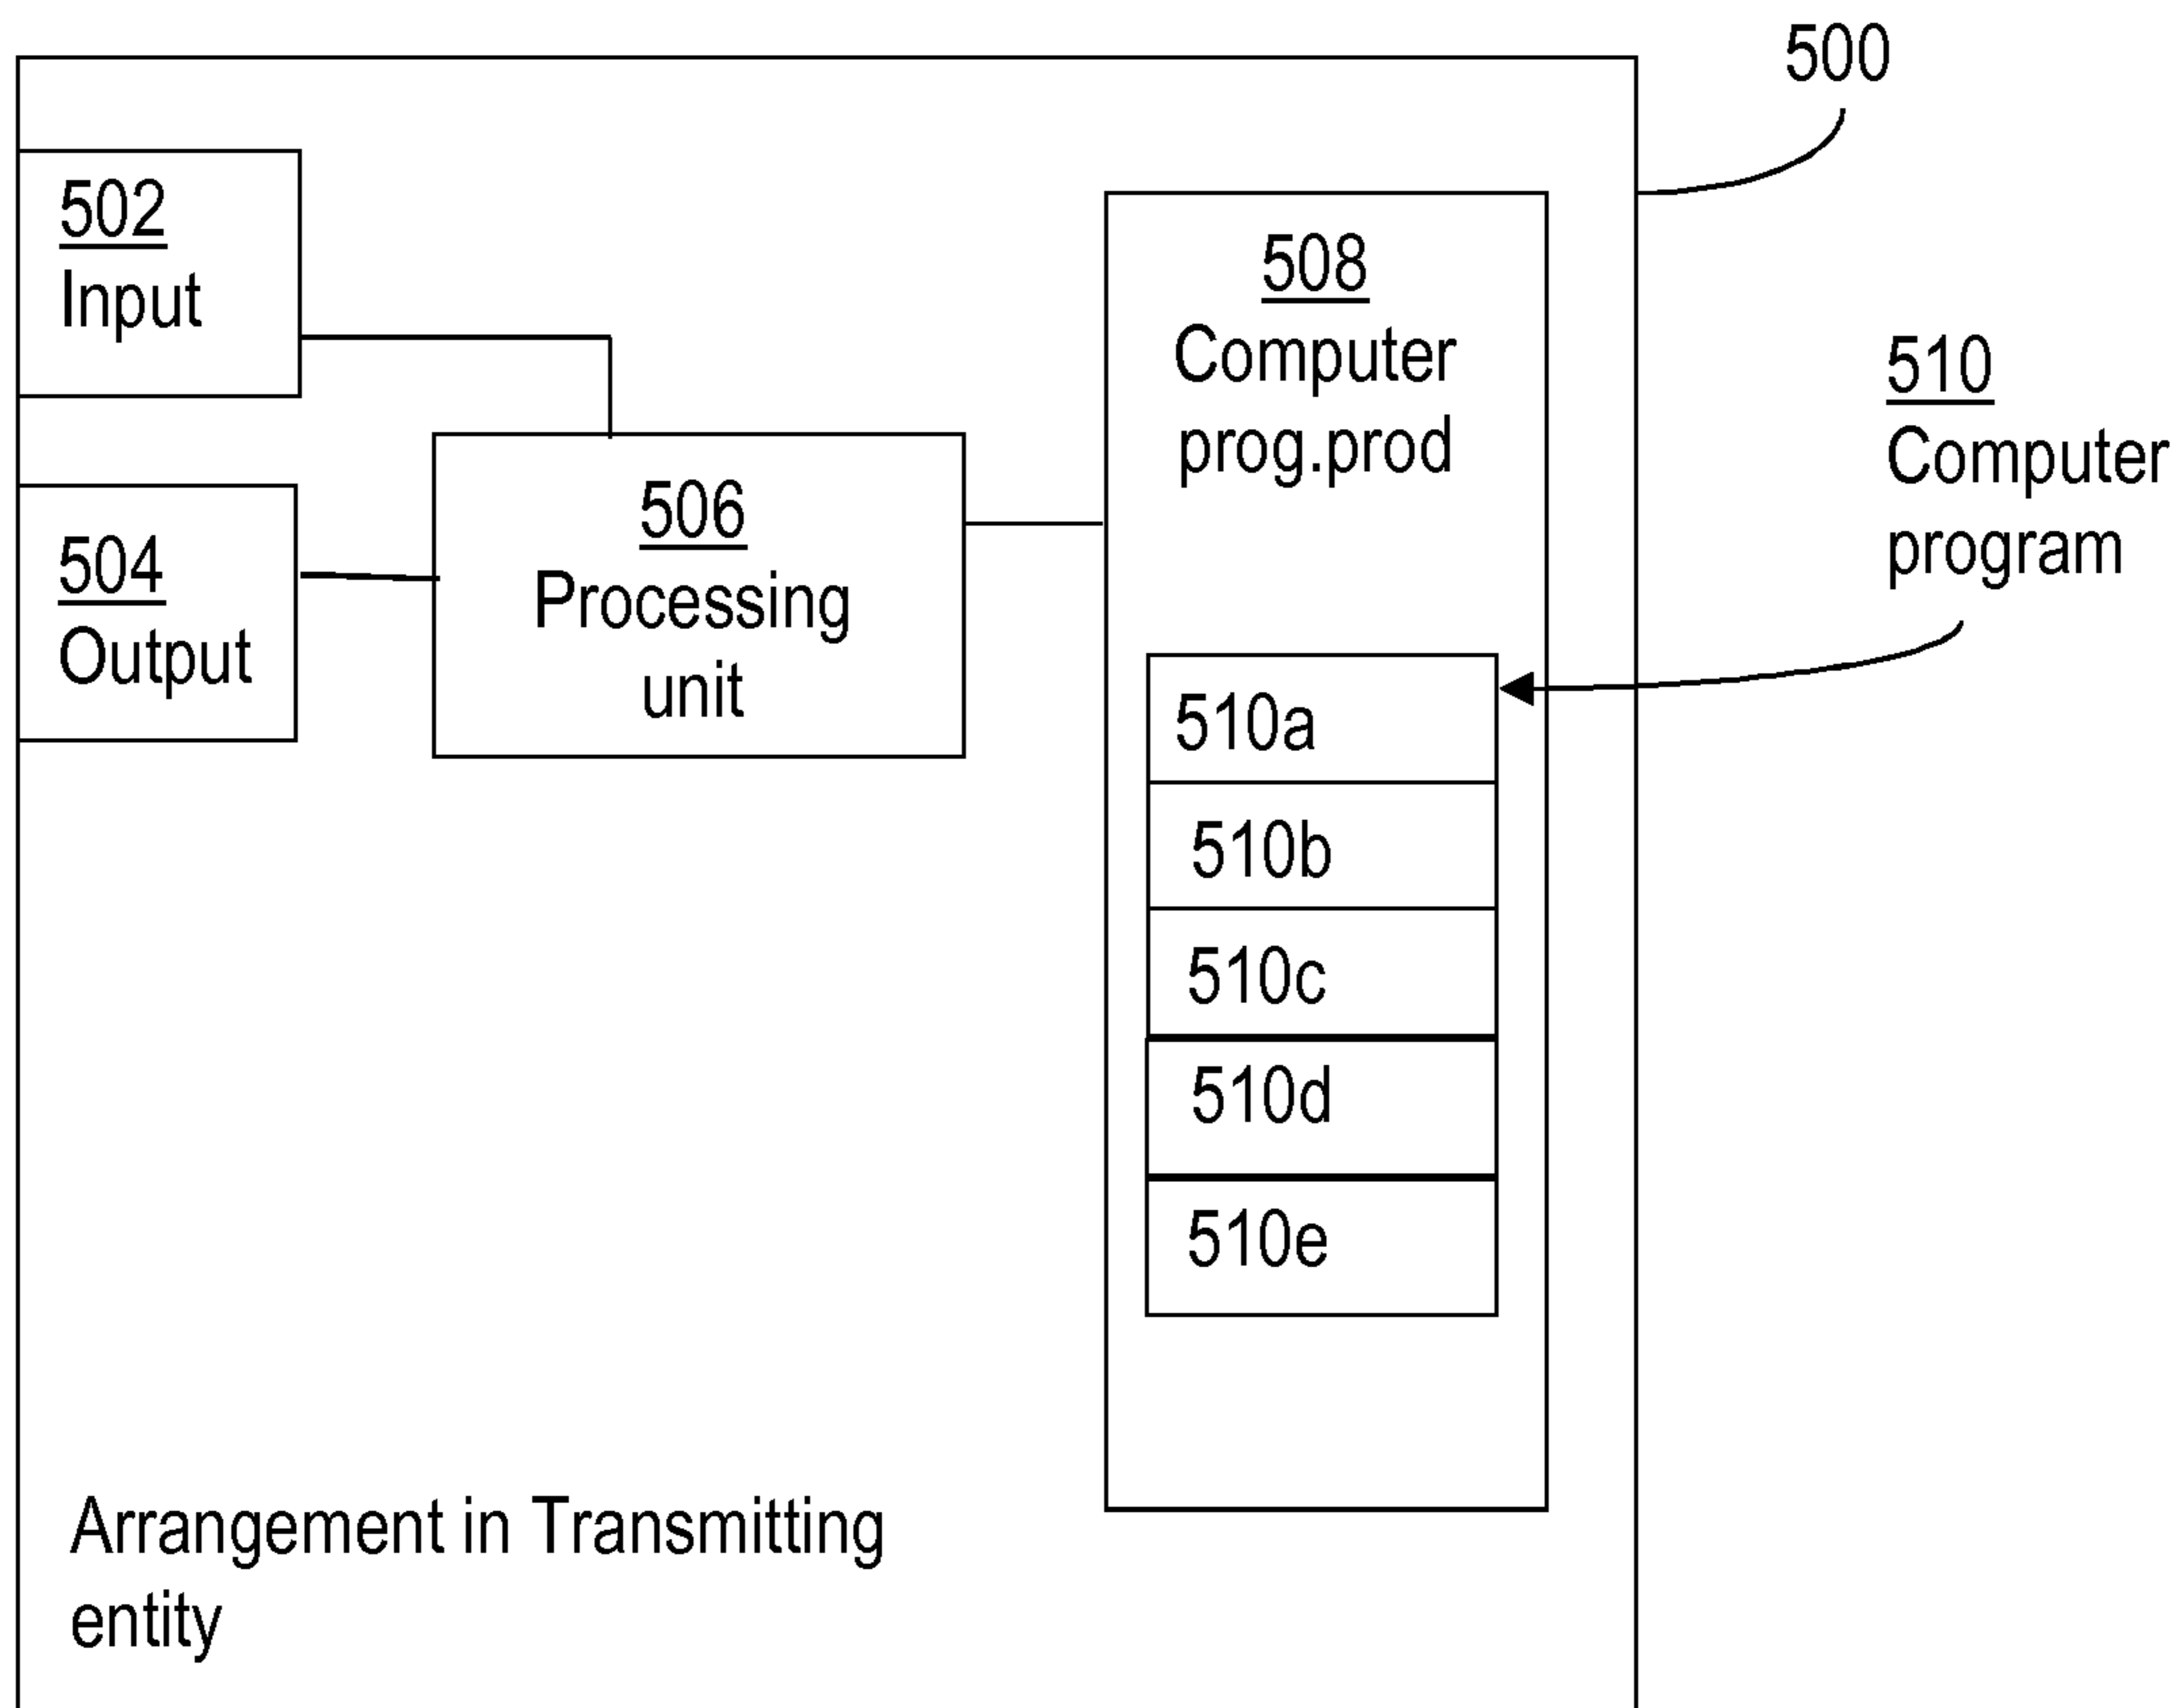 500
502
Input
508
Computer
prog.prod
510
Computer
program
506
Processing
unit
504
Output
510a
510b
510c
510d
510e
Arrangement in Transmitting
entity